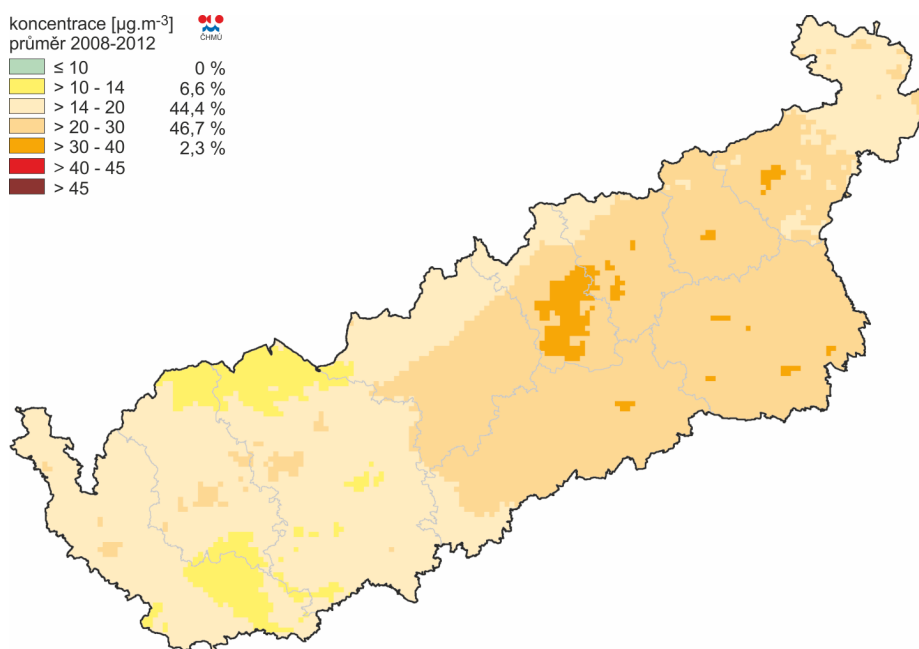 koncentrace [µg.m⁻³]
ČHMÚ
průměr 2008-2012
≤ 10 0 %
> 10 - 14 6,6 %
> 14 - 20 44,4 %
> 20 - 30 46,7 %
> 30 - 40 2,3 %
> 40 - 45
> 45